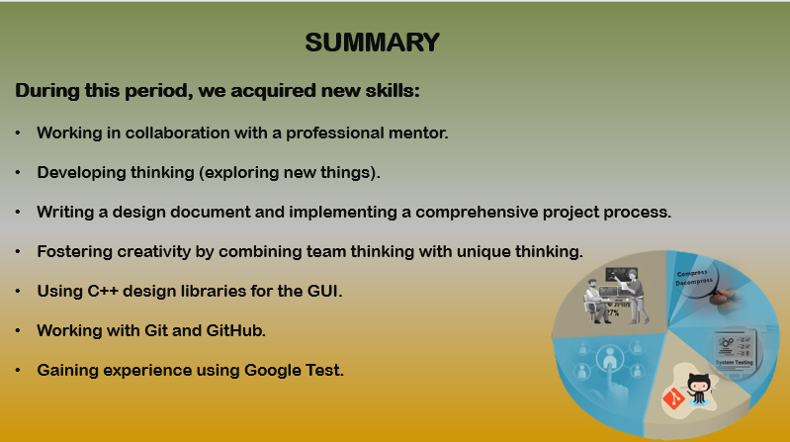 SUMMARY
During this period, we acquired new skills:
• Working in collaboration with a professional mentor.
• Developing thinking (exploring new things).
• Writing a design document and implementing a comprehensive project process.
• Fostering creativity by combining team thinking with unique thinking.
• Using C++ design libraries for the GUI.
• Working with Git and GitHub.
• Gaining experience using Google Test.
Compress
Decompress
7%
System Testing